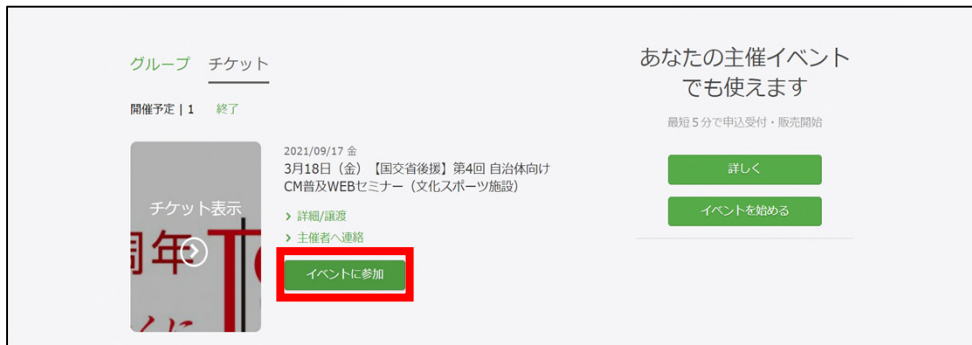 グループ チケット
開催予定 | 1 終了
チケット表示
周年
くに
2021/09/17 金
3月18日（金）【国交省後援】第4回 自治体向け
CM普及WEBセミナー（文化スポーツ施設）
詳細/譲渡
主催者へ連絡
イベントに参加
あなたの主催イベント
でも使えます
最短5分で申込受付・販売開始
詳しく
イベントを始める